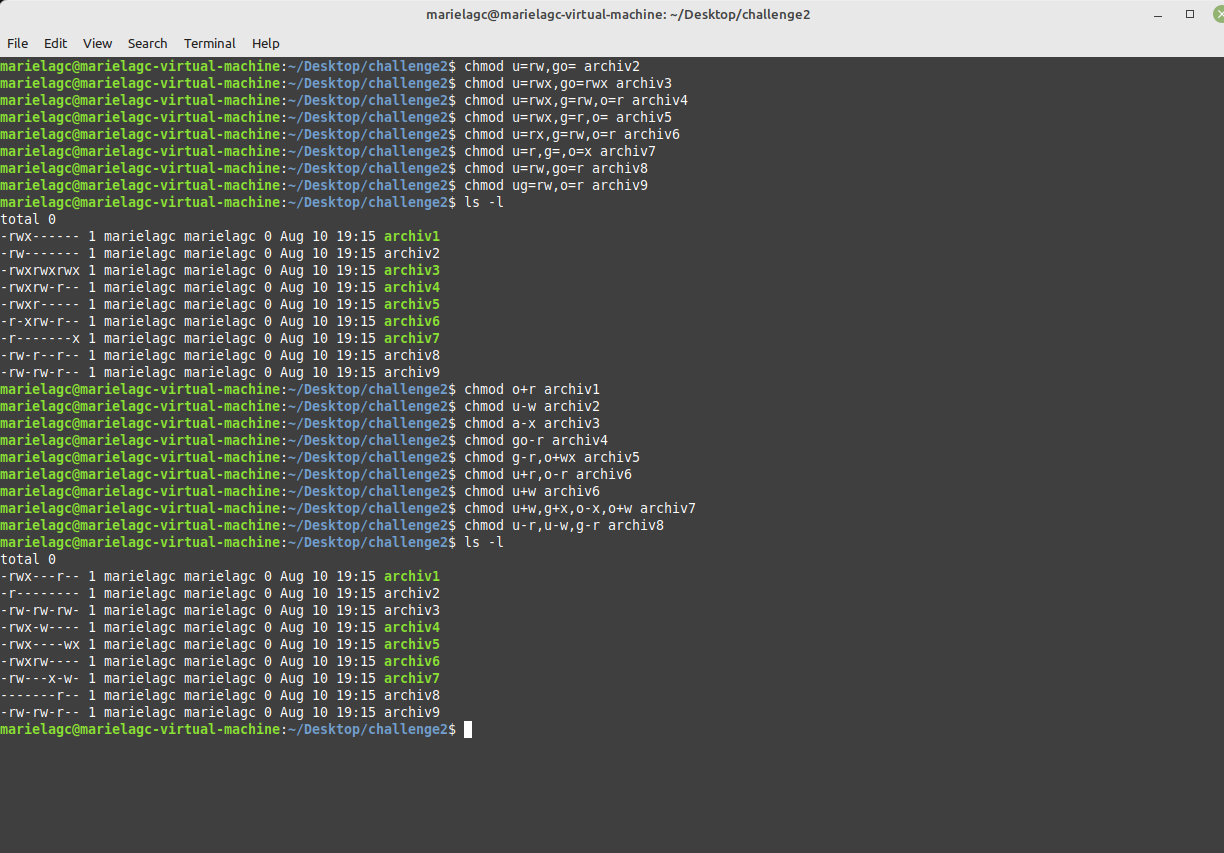 marielagc@marielagc-virtual-machine: ~/Desktop/challenge2
File Edit View Search Terminal Help
marielagc@marielagc-virtual-machine:~/Desktop/challenge2$ chmod u=rw,go= archiv2
marielagc@marielagc-virtual-machine:~/Desktop/challenge2$ chmod u=rwx,go=rwx archiv3
marielagc@marielagc-virtual-machine:~/Desktop/challenge2$ chmod u=rwx,g=rw,o=r archiv4
marielagc@marielagc-virtual-machine:~/Desktop/challenge2$ chmod u=rwx,g=r,o= archiv5
marielagc@marielagc-virtual-machine:~/Desktop/challenge2$ chmod u=rx,g=rw,o=r archiv6
marielagc@marielagc-virtual-machine:~/Desktop/challenge2$ chmod u=r,g=,o=x archiv7
marielagc@marielagc-virtual-machine:~/Desktop/challenge2$ chmod u=rw,go=r archiv8
marielagc@marielagc-virtual-machine:~/Desktop/challenge2$ chmod ug=rw,o=r archiv9
marielagc@marielagc-virtual-machine:~/Desktop/challenge2$ ls -l
total 0
-rwx------ 1 marielagc marielagc 0 Aug 10 19:15 archiv1
-rw------- 1 marielagc marielagc 0 Aug 10 19:15 archiv2
-rwxrwxrwx 1 marielagc marielagc 0 Aug 10 19:15 archiv3
-rwxrw-r-- 1 marielagc marielagc 0 Aug 10 19:15 archiv4
-rwxr----- 1 marielagc marielagc 0 Aug 10 19:15 archiv5
-r-xrw-r-- 1 marielagc marielagc 0 Aug 10 19:15 archiv6
-r-------x 1 marielagc marielagc 0 Aug 10 19:15 archiv7
-rw-r--r-- 1 marielagc marielagc 0 Aug 10 19:15 archiv8
-rw-rw-r-- 1 marielagc marielagc 0 Aug 10 19:15 archiv9
marielagc@marielagc-virtual-machine:~/Desktop/challenge2$ chmod o+r archiv1
marielagc@marielagc-virtual-machine:~/Desktop/challenge2$ chmod u-w archiv2
marielagc@marielagc-virtual-machine:~/Desktop/challenge2$ chmod a-x archiv3
marielagc@marielagc-virtual-machine:~/Desktop/challenge2$ chmod go-r archiv4
marielagc@marielagc-virtual-machine:~/Desktop/challenge2$ chmod g-r,o+wx archiv5
marielagc@marielagc-virtual-machine:~/Desktop/challenge2$ chmod u+r,o-r archiv6
marielagc@marielagc-virtual-machine:~/Desktop/challenge2$ chmod u+w archiv6
marielagc@marielagc-virtual-machine:~/Desktop/challenge2$ chmod u+w,g+x,o-x,o+w archiv7
marielagc@marielagc-virtual-machine:~/Desktop/challenge2$ chmod u-r,u-w,g-r archiv8
marielagc@marielagc-virtual-machine:~/Desktop/challenge2$ ls -l
total 0
-rwx---r-- 1 marielagc marielagc 0 Aug 10 19:15 archiv1
-r-------- 1 marielagc marielagc 0 Aug 10 19:15 archiv2
-rw-rw-rw- 1 marielagc marielagc 0 Aug 10 19:15 archiv3
-rwx-w---- 1 marielagc marielagc 0 Aug 10 19:15 archiv4
-rwx----wx 1 marielagc marielagc 0 Aug 10 19:15 archiv5
-rwxrw---- 1 marielagc marielagc 0 Aug 10 19:15 archiv6
-rw---x-w- 1 marielagc marielagc 0 Aug 10 19:15 archiv7
-------r-- 1 marielagc marielagc 0 Aug 10 19:15 archiv8
-rw-rw-r-- 1 marielagc marielagc 0 Aug 10 19:15 archiv9
marielagc@marielagc-virtual-machine:~/Desktop/challenge2$